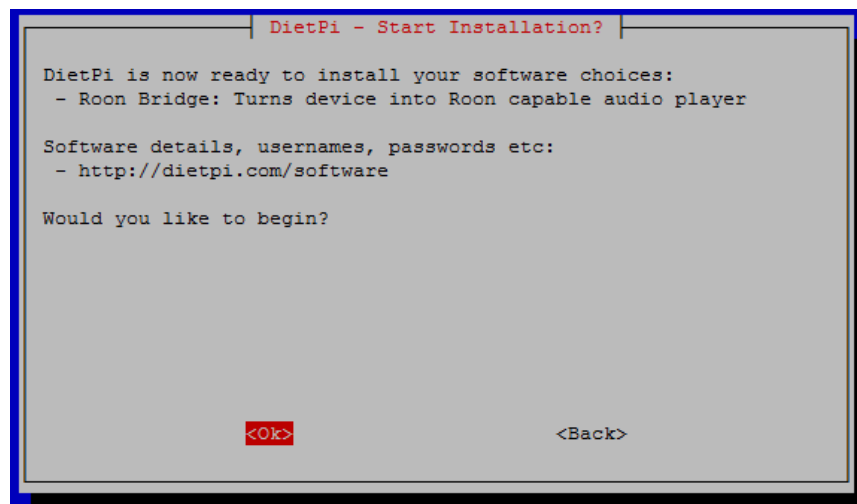 DietPi - Start Installation?
DietPi is now ready to install your software choices:
- Roon Bridge: Turns device into Roon capable audio player
Software details, usernames, passwords etc:
- http://dietpi.com/software
Would you like to begin?
<Ok> <Back>